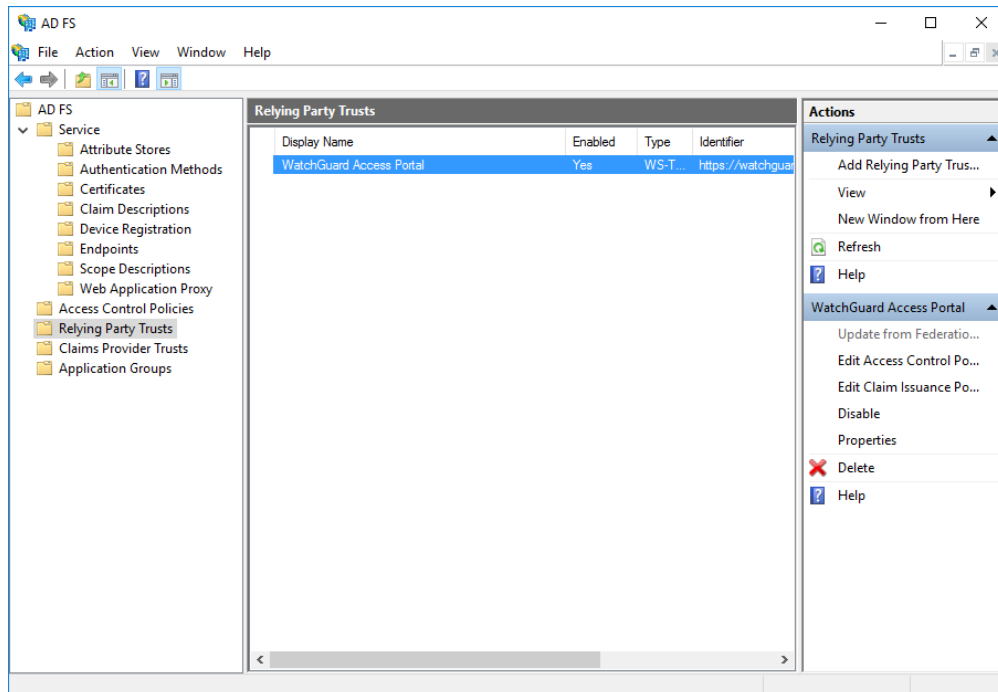 AD FS
File Action View Window Help
AD FS
Service
Attribute Stores
Authentication Methods
Certificates
Claim Descriptions
Device Registration
Endpoints
Scope Descriptions
Web Application Proxy
Access Control Policies
Relying Party Trusts
Claims Provider Trusts
Application Groups
Relying Party Trusts
Display Name Enabled Type Identifier
WatchGuard Access Portal Yes WS-T... https://watchguar
Actions
Relying Party Trusts
Add Relying Party Trus...
View
New Window from Here
Refresh
Help
WatchGuard Access Portal
Update from Federatio...
Edit Access Control Po...
Edit Claim Issuance Po...
Disable
Properties
Delete
Help